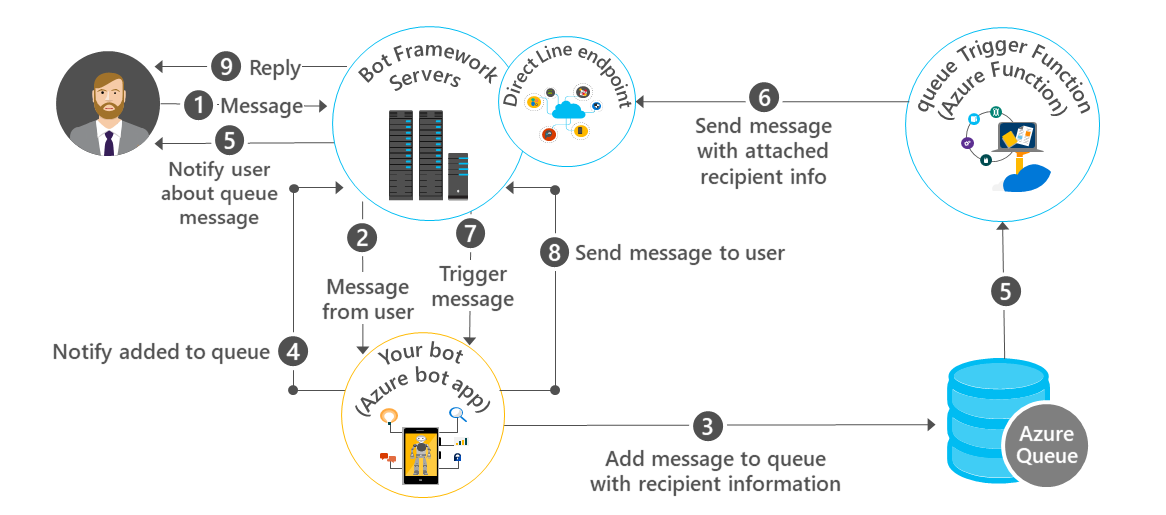 9 Reply
1 Message
5
Notify user
about queue
message
Bot Framework
Servers
Direct Line endpoint
6
Send message
with attached
recipient info
queue Trigger Function
(Azure Function)
2
Message
from user
7
Trigger
message
8 Send message to user
5
Notify added to queue 4
Your bot
(Azure bot app)
3
Add message to queue
with recipient information
Azure
Queue